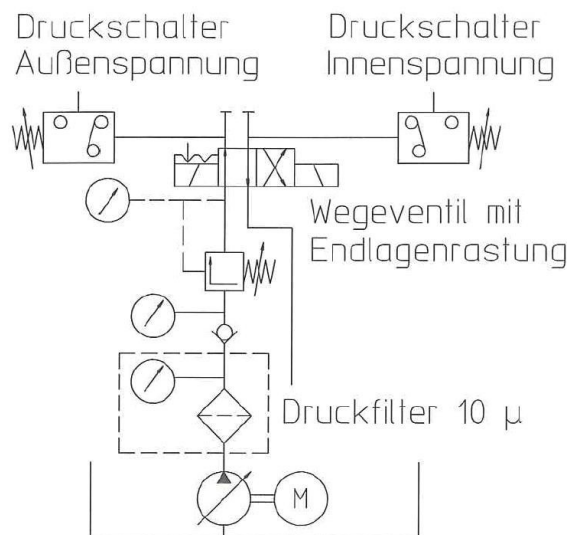 Druckschalter
Außenspannung
Druckschalter
Innenspannung
Wegeventil mit
Endlagenrastung
Druckfilter 10 µ
M